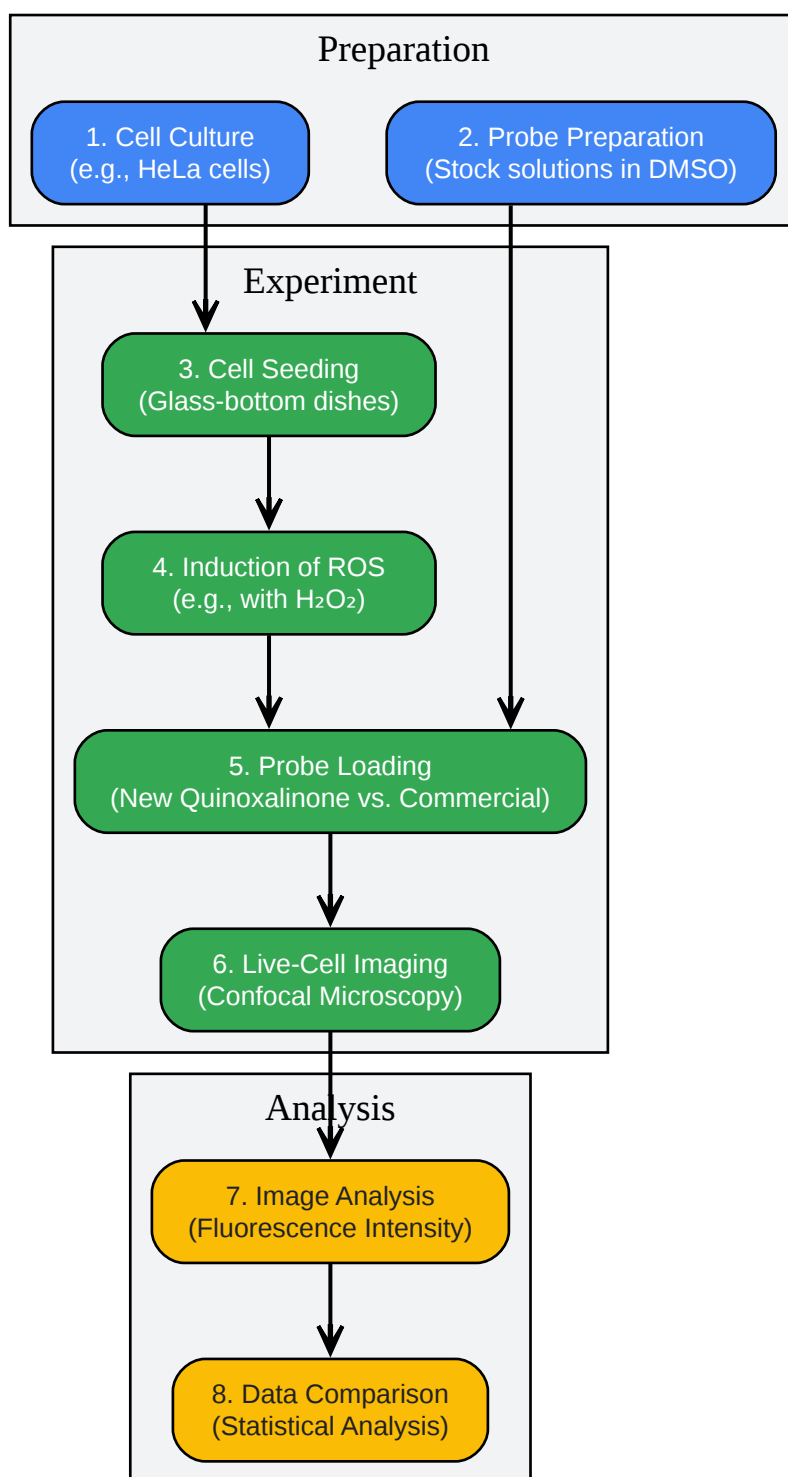 Preparation
1. Cell Culture
(e.g., HeLa cells)
2. Probe Preparation
(Stock solutions in DMSO)
Experiment
3. Cell Seeding
(Glass-bottom dishes)
4. Induction of ROS
(e.g., with H₂O₂)
5. Probe Loading
(New Quinoxalinone vs. Commercial)
6. Live-Cell Imaging
(Confocal Microscopy)
Analysis
7. Image Analysis
(Fluorescence Intensity)
8. Data Comparison
(Statistical Analysis)